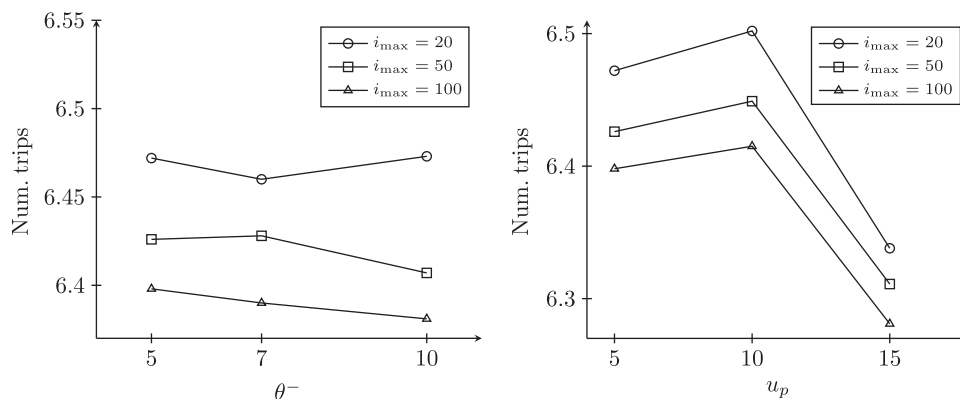 6.55
6.5
6.45
6.4
Num. trips
5 7 10
θ⁻
i_max = 20
i_max = 50
i_max = 100
6.5
6.4
6.3
Num. trips
5 10 15
u_p
i_max = 20
i_max = 50
i_max = 100